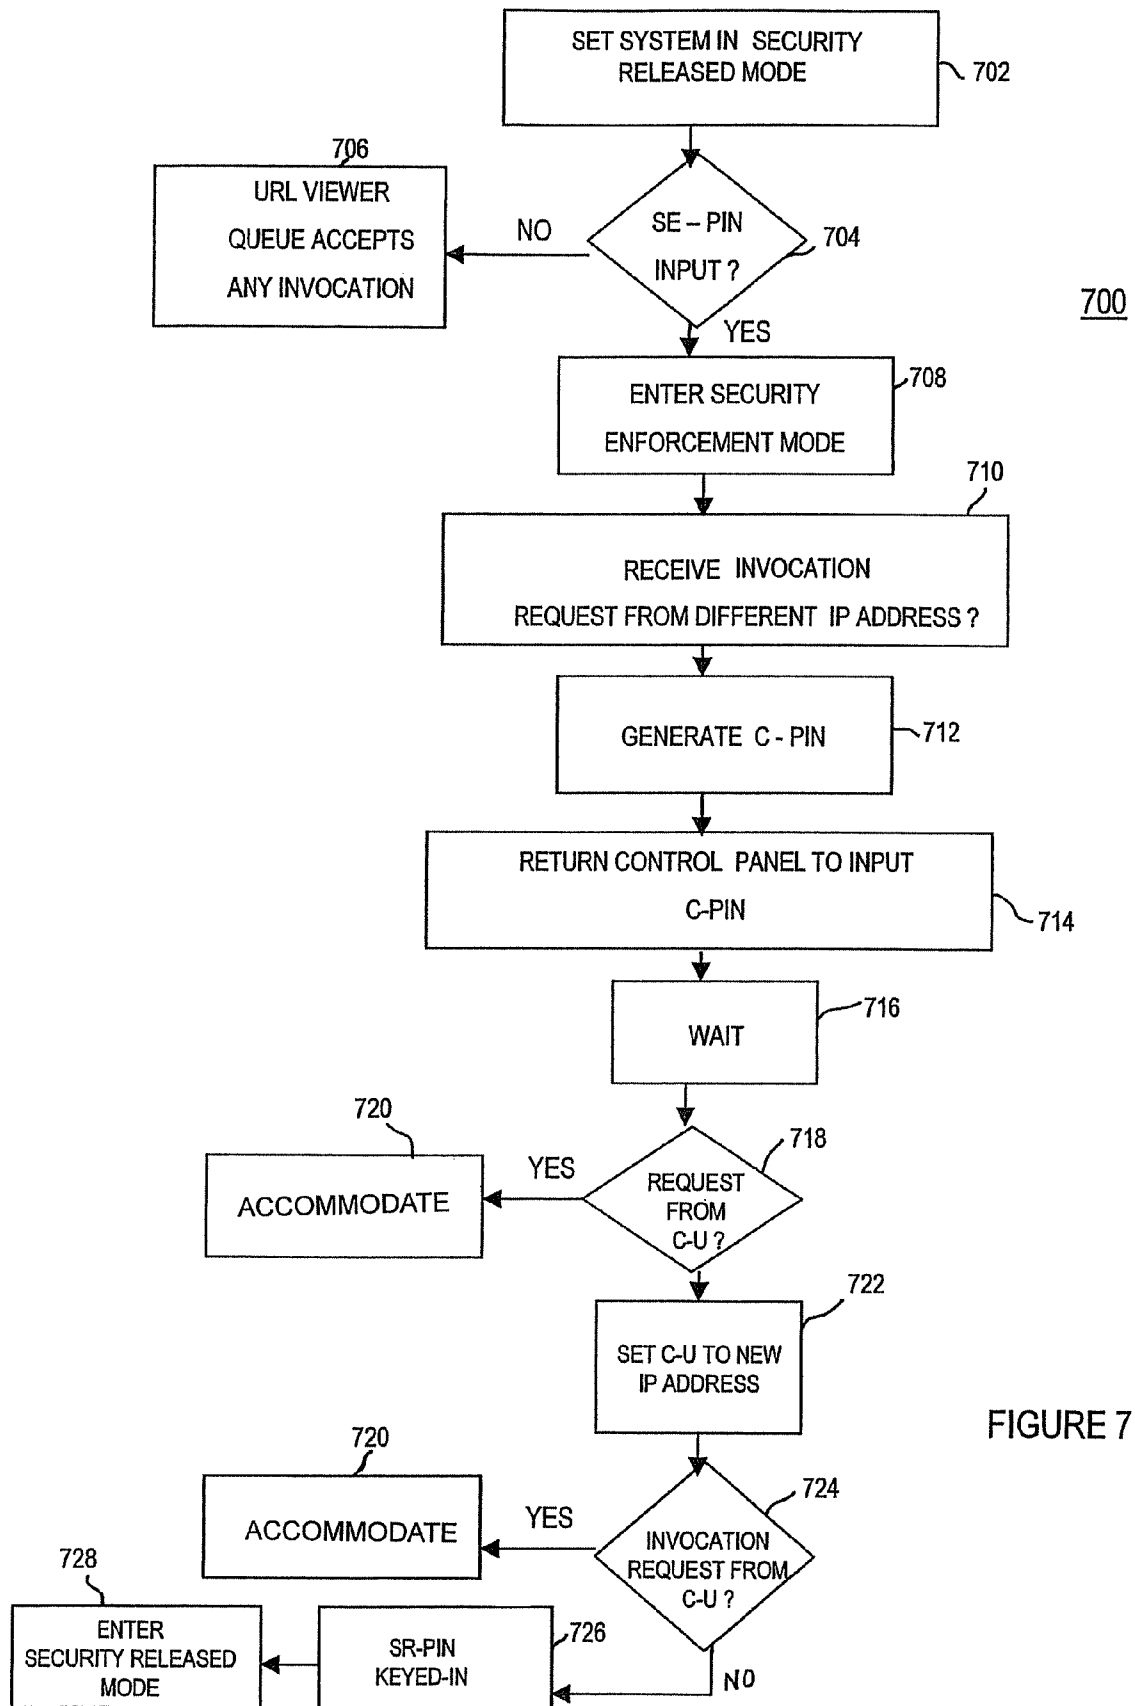 SET SYSTEM IN SECURITY
RELEASED MODE
702
706
URL VIEWER
QUEUE ACCEPTS
ANY INVOCATION
NO
SE – PIN
INPUT ?
704
700
YES
708
ENTER SECURITY
ENFORCEMENT MODE
710
RECEIVE INVOCATION
REQUEST FROM DIFFERENT IP ADDRESS ?
GENERATE C - PIN
712
RETURN CONTROL PANEL TO INPUT
C-PIN
714
716
WAIT
720
718
YES
REQUEST
FROM
C-U ?
ACCOMMODATE
722
SET C-U TO NEW
IP ADDRESS
FIGURE 7
720
724
YES
ACCOMMODATE
INVOCATION
REQUEST FROM
C-U ?
728
ENTER
SECURITY RELEASED
MODE
SR-PIN
KEYED-IN
726
NO